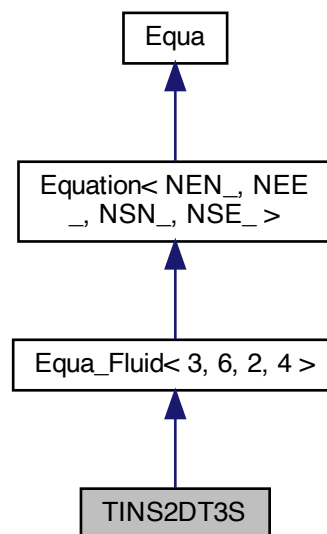 Equa
Equation< NEN_, NEE
_, NSN_, NSE_ >
Equa_Fluid< 3, 6, 2, 4 >
TINS2DT3S